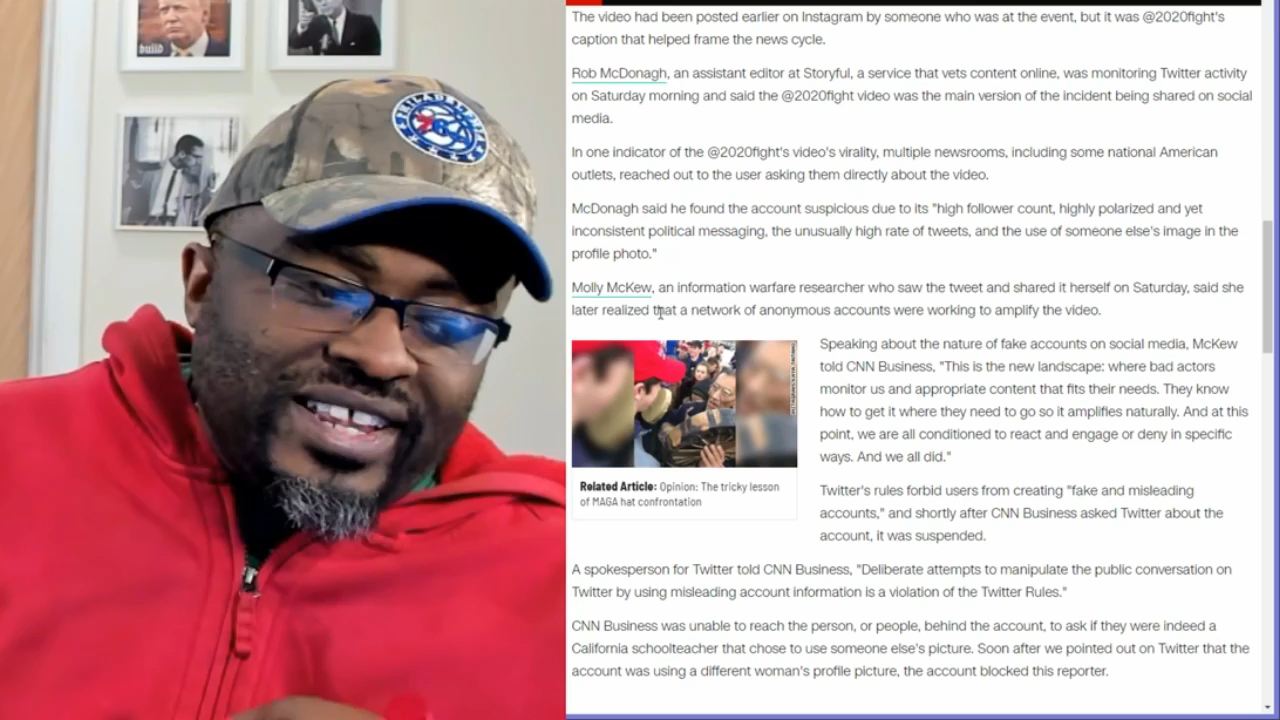 build
PHILADELPHIA
76
The video had been posted earlier on Instagram by someone who was at the event, but it was @2020fight's
caption that helped frame the news cycle.
Rob McDonagh, an assistant editor at Storyful, a service that vets content online, was monitoring Twitter activity
on Saturday morning and said the @2020fight video was the main version of the incident being shared on social
media.
In one indicator of the @2020fight's video's virality, multiple newsrooms, including some national American
outlets, reached out to the user asking them directly about the video.
McDonagh said he found the account suspicious due to its "high follower count, highly polarized and yet
inconsistent political messaging, the unusually high rate of tweets, and the use of someone else's image in the
profile photo."
Molly McKew, an information warfare researcher who saw the tweet and shared it herself on Saturday, said she
later realized that a network of anonymous accounts were working to amplify the video.
Related Article: Opinion: The tricky lesson
of MAGA hat confrontation
Speaking about the nature of fake accounts on social media, McKew
told CNN Business, "This is the new landscape: where bad actors
monitor us and appropriate content that fits their needs. They know
how to get it where they need to go so it amplifies naturally. And at this
point, we are all conditioned to react and engage or deny in specific
ways. And we all did."
Twitter's rules forbid users from creating "fake and misleading
accounts," and shortly after CNN Business asked Twitter about the
account, it was suspended.
A spokesperson for Twitter told CNN Business, "Deliberate attempts to manipulate the public conversation on
Twitter by using misleading account information is a violation of the Twitter Rules."
CNN Business was unable to reach the person, or people, behind the account, to ask if they were indeed a
California schoolteacher that chose to use someone else's picture. Soon after we pointed out on Twitter that the
account was using a different woman's profile picture, the account blocked this reporter.